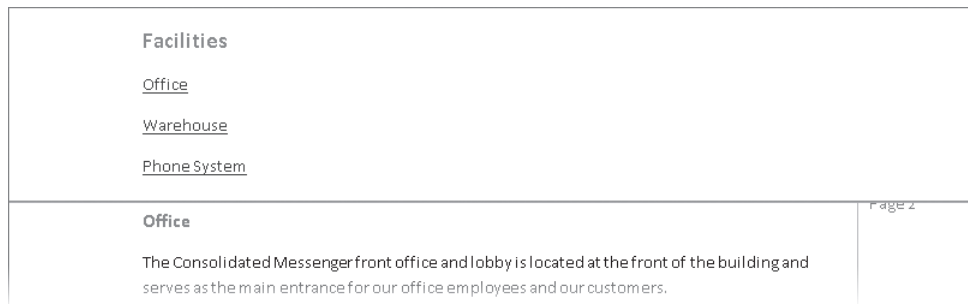 Facilities
Office
Warehouse
Phone System
Page 2
Office
The Consolidated Messenger front office and lobby is located at the front of the building and
serves as the main entrance for our office employees and our customers.